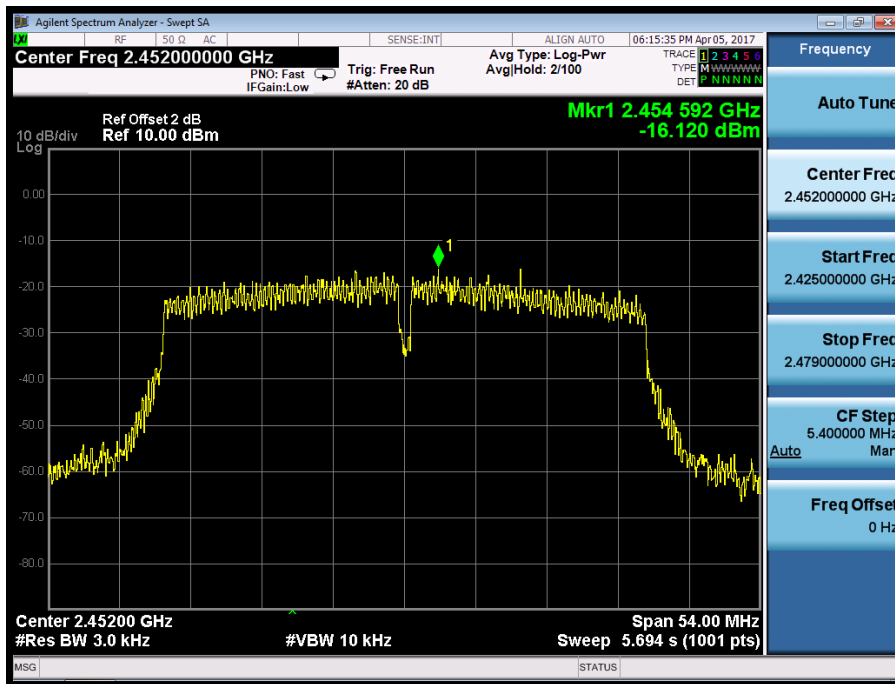 Agilent Spectrum Analyzer - Swept SA
LXI RF 50 Ω AC SENSE:INT ALIGN AUTO 06:15:35 PM Apr 05, 2017
Center Freq 2.452000000 GHz
PNO: Fast
IFGain:Low
Trig: Free Run
#Atten: 20 dB
Avg Type: Log-Pwr
Avg|Hold: 2/100
TRACE 1 2 3 4 5 6
TYPE M W W W W W
DET P N N N N N
Frequency
Auto Tune
Center Freq
2.452000000 GHz
Start Freq
2.425000000 GHz
Stop Freq
2.479000000 GHz
CF Step
5.400000 MHz
Auto Man
Freq Offset
0 Hz
Ref Offset 2 dB
10 dB/div Ref 10.00 dBm
Log
Mkr1 2.454 592 GHz
-16.120 dBm
0.00
-10.0
-20.0
-30.0
-40.0
-50.0
-60.0
-70.0
-80.0
1
Center 2.45200 GHz Span 54.00 MHz
#Res BW 3.0 kHz #VBW 10 kHz Sweep 5.694 s (1001 pts)
MSG STATUS